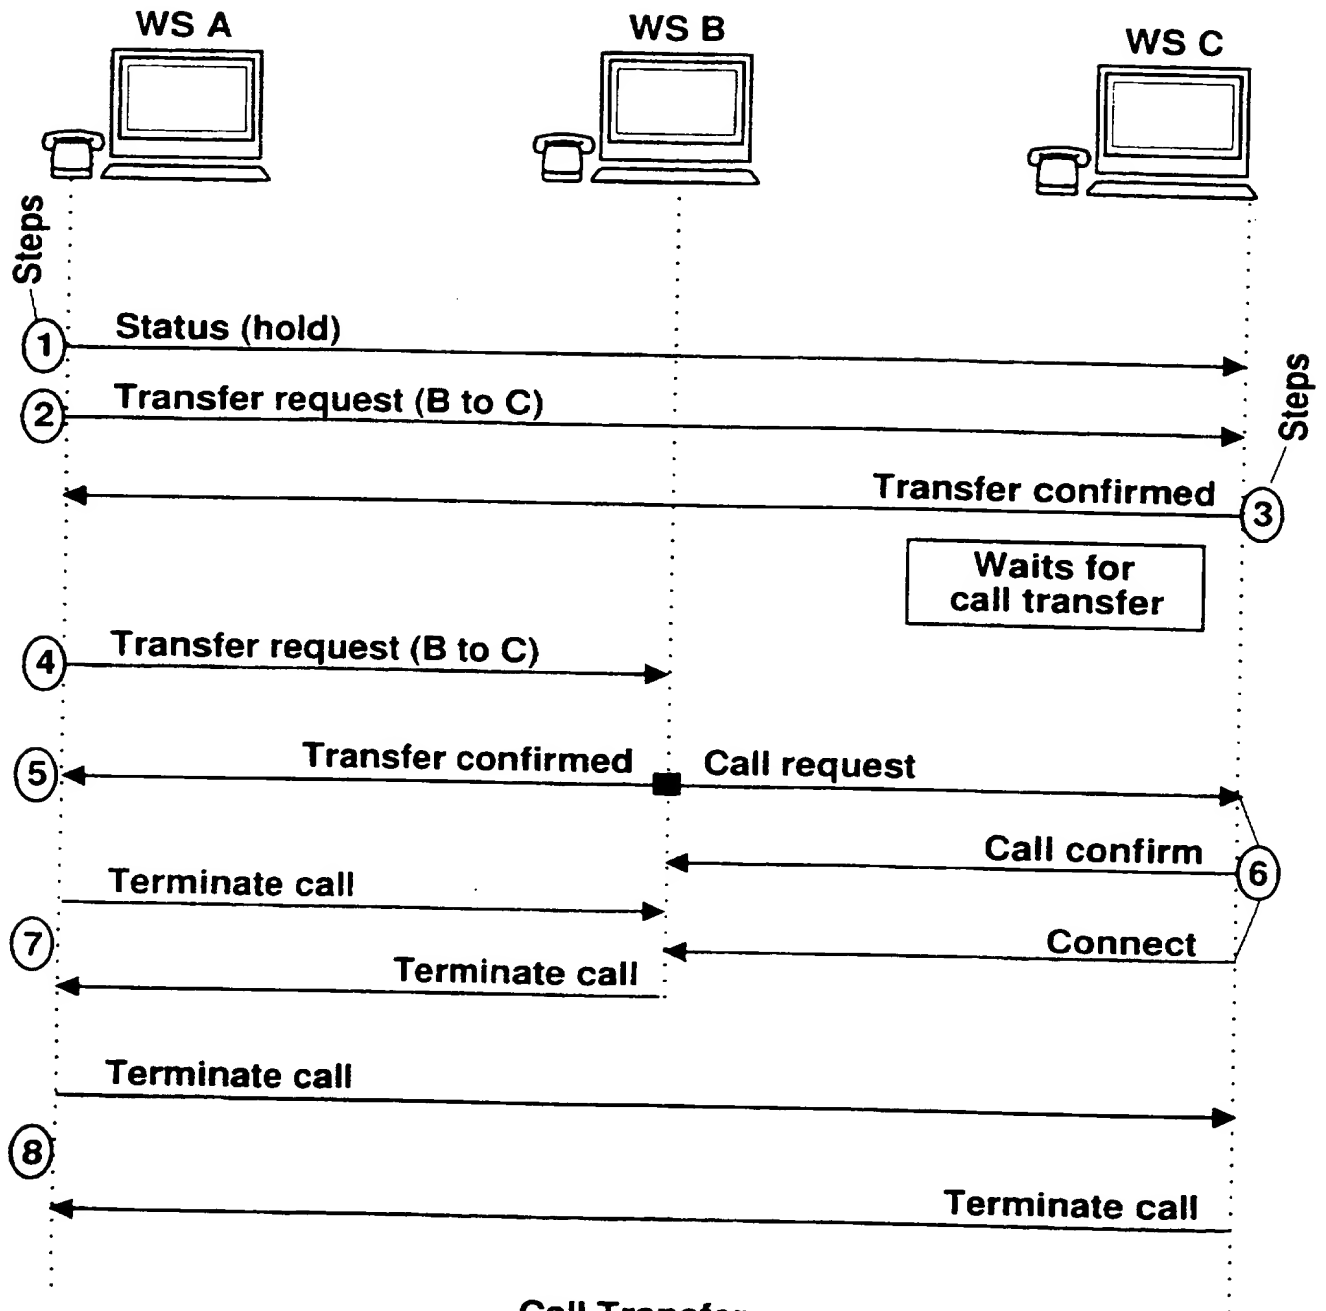 WS A
WS B
WS C
Steps
1
Status (hold)
2
Transfer request (B to C)
Steps
Transfer confirmed
3
Waits for
call transfer
4
Transfer request (B to C)
5
Transfer confirmed
Call request
Call confirm
6
Terminate call
7
Connect
Terminate call
Terminate call
8
Terminate call
Call Transfer